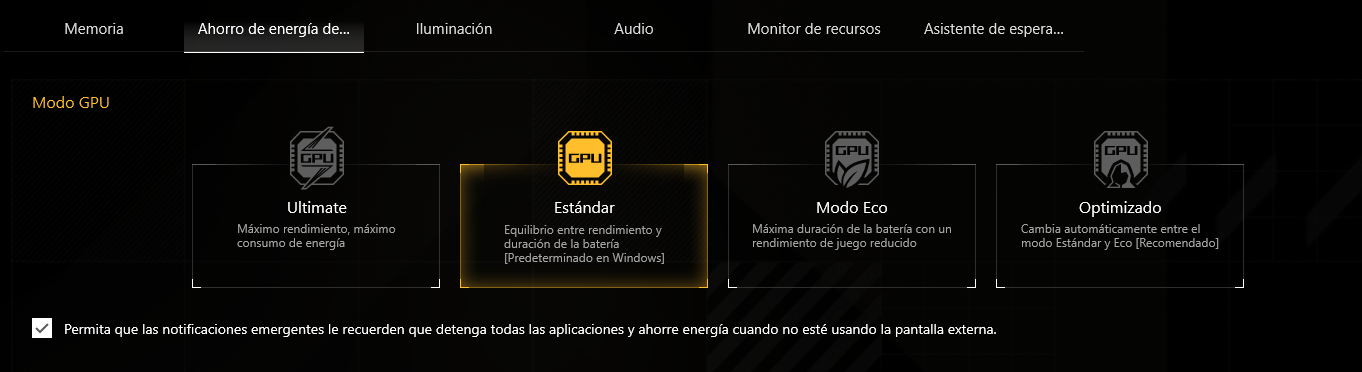 Memoria
Ahorro de energía de...
Iluminación
Audio
Monitor de recursos
Asistente de espera...
Modo GPU
GPU
Ultimate
Máximo rendimiento, máximo
consumo de energía
GPU
Estándar
Equilibrio entre rendimiento y
duración de la batería
[Predeterminado en Windows]
GPU
Modo Eco
Máxima duración de la batería con un
rendimiento de juego reducido
GPU
Optimizado
Cambia automáticamente entre el
modo Estándar y Eco [Recomendado]
Permita que las notificaciones emergentes le recuerden que detenga todas las aplicaciones y ahorre energía cuando no esté usando la pantalla externa.